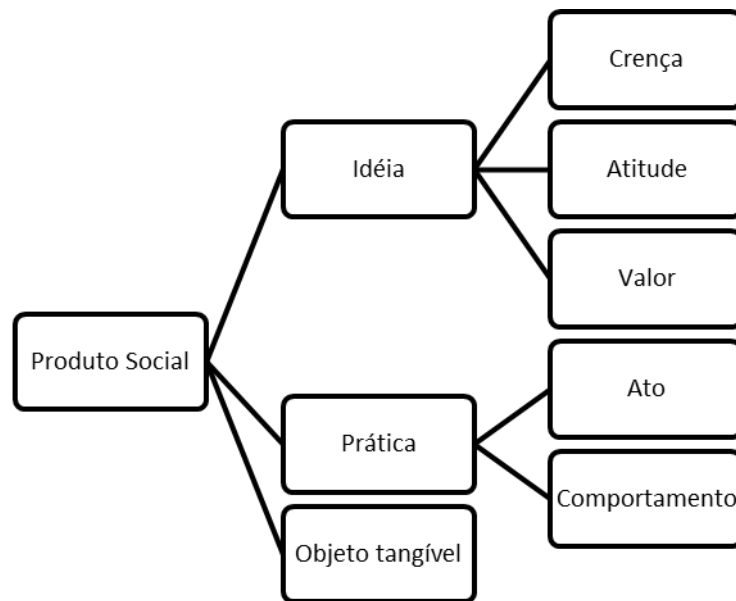 Crença
Idéia
Atitude
Valor
Produto Social
Ato
Prática
Comportamento
Objeto tangível